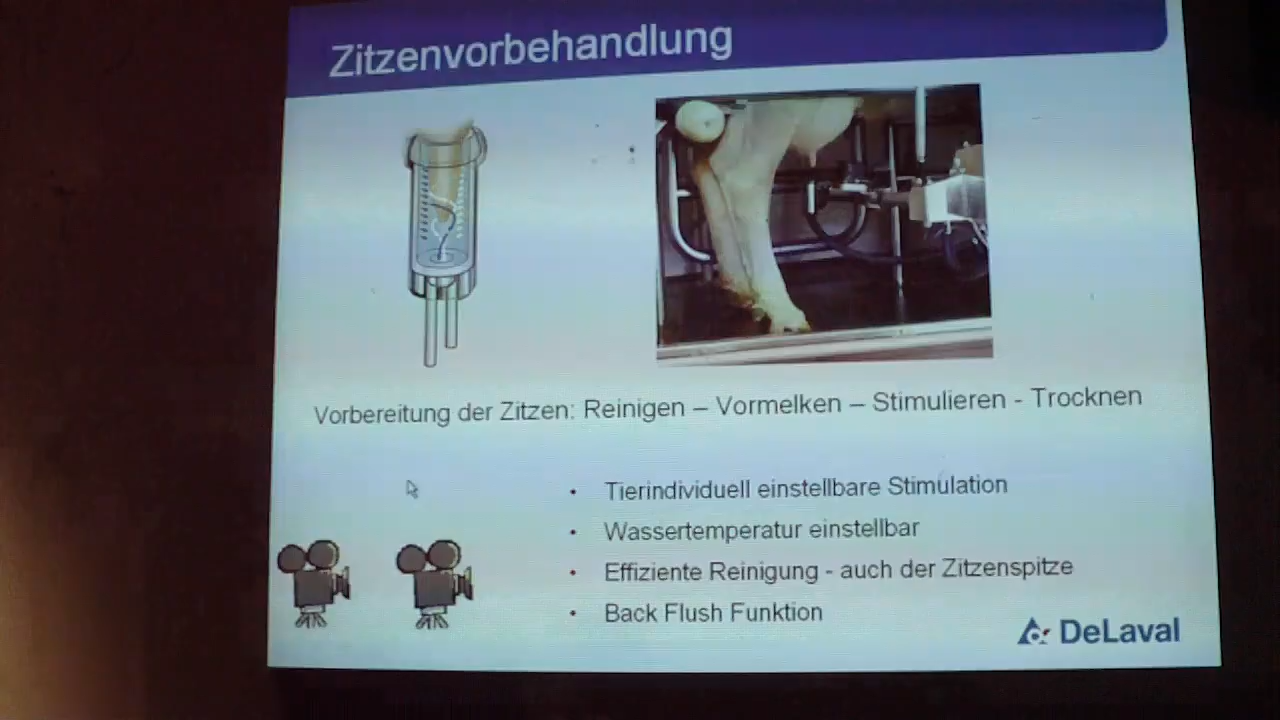 Zitzenvorbehandlung
Vorbereitung der Zitzen: Reinigen – Vormelken – Stimulieren - Trocknen
• Tierindividuell einstellbare Stimulation
• Wassertemperatur einstellbar
• Effiziente Reinigung - auch der Zitzenspitze
• Back Flush Funktion
DeLaval